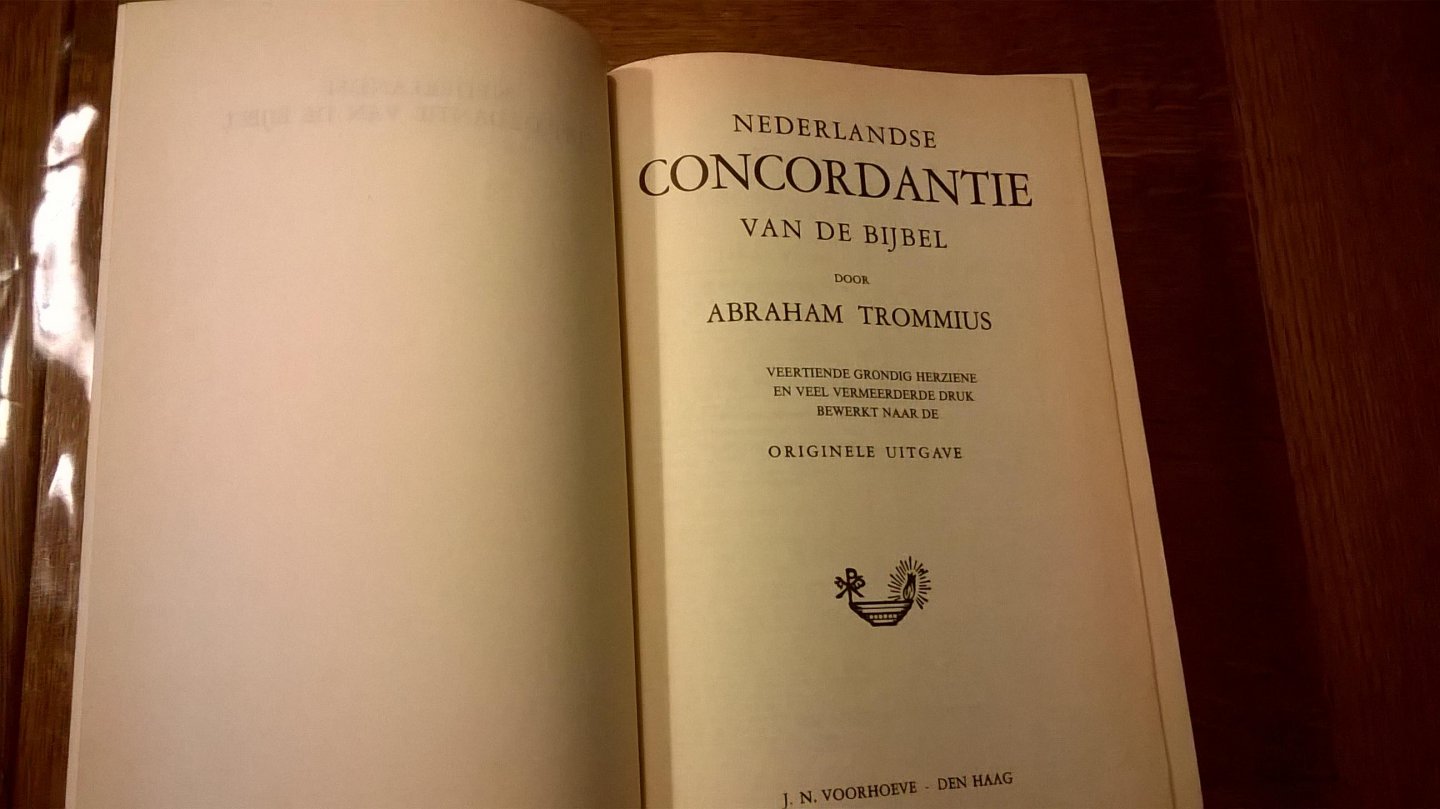 NEDERLANDSE
CONCORDANTIE
VAN DE BIJBEL
DOOR
ABRAHAM TROMMIUS
VEERTIENDE GRONDIG HERZIENE
EN VEEL VERMEERDERDE DRUK
BEWERKT NAAR DE
ORIGINELE UITGAVE
J. N. VOORHOEVE - DEN HAAG